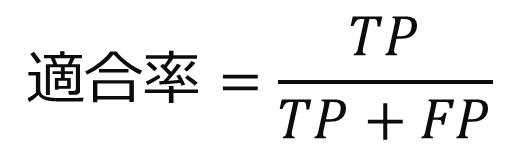 適合率 = TP / (TP + FP)